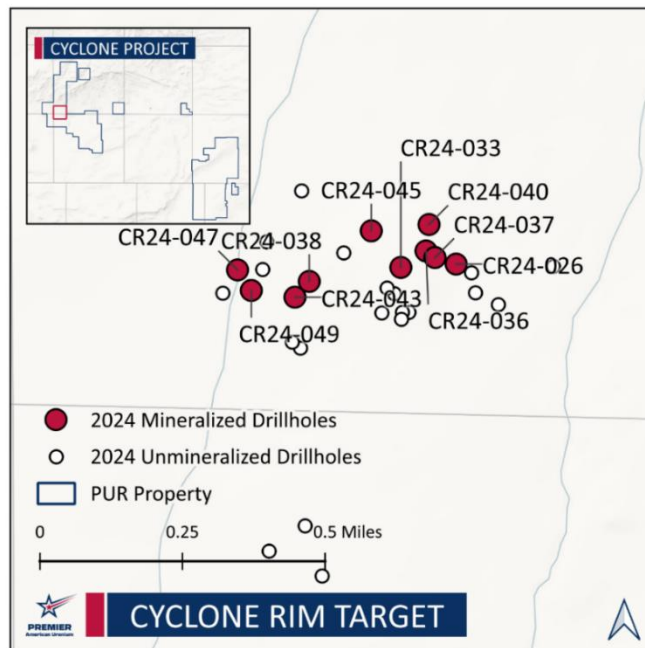 CYCLONE PROJECT
CR24-033
CR24-045
CR24-040
CR24-047
CR24-038
CR24-037
CR24-026
CR24-043
CR24-036
CR24-049
2024 Mineralized Drillholes
2024 Unmineralized Drillholes
PUR Property
0 0.25 0.5 Miles
PREMIER
American Uranium
CYCLONE RIM TARGET